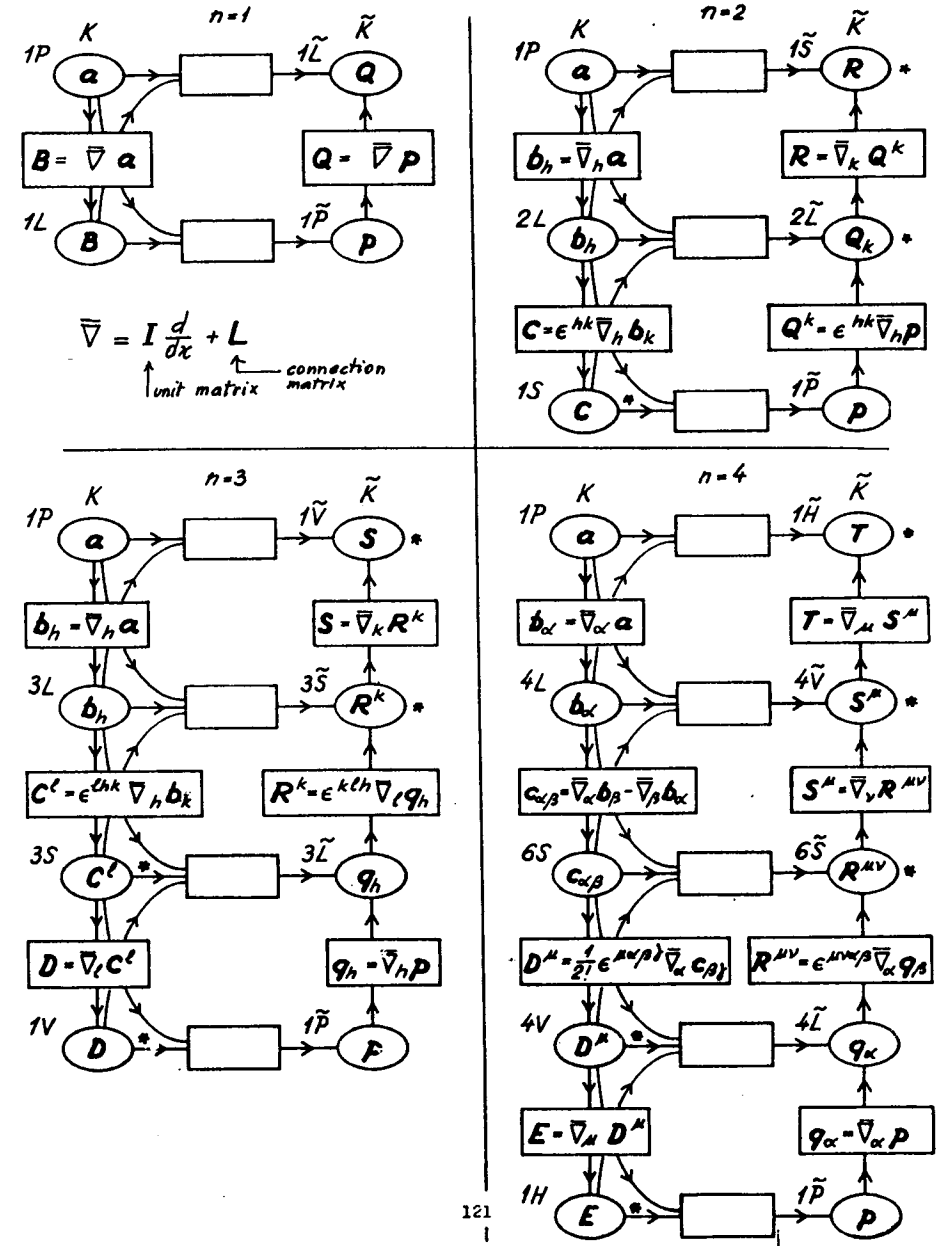 n=1
K
K̃
1P
a
1L̃
Q
B = ∇̄ a
Q = ∇̄ p
1L
B
1P̃
p
∇̄ = I d/dx + L
unit matrix
connection matrix
n=2
K
K̃
1P
a
1S̃
R *
b_h = ∇̄_h a
R = ∇̄_k Q^k
2L
b_h
2L̃
Q_k *
C = ϵ^{hk} ∇̄_h b_k
Q^k = ϵ^{hk} ∇̄_h p
1S
C *
1P̃
p
n=3
K
K̃
1P
a
1Ṽ
S *
b_h = ∇̄_h a
S = ∇̄_k R^k
3L
b_h
3S̃
R^k *
C^l = ϵ^{lhk} ∇̄_h b_k
R^k = ϵ^{klh} ∇̄_l q_h
3S
C^l *
3L̃
q_h
D = ∇̄_l C^l
q_h = ∇̄_h p
1V
D *
1P̃
P
n=4
K
K̃
1P
a
1H̃
T *
b_α = ∇̄_α a
T = ∇̄_μ S^μ
4L
b_α
4Ṽ
S^μ *
c_{αβ} = ∇̄_α b_β - ∇̄_β b_α
S^μ = ∇̄_ν R^{μν}
6S
c_{αβ}
6S̃
R^{μν} *
D^μ = 1/2! ϵ^{μαβγ} ∇̄_α c_{βγ}
R^{μν} = ϵ^{μναβ} ∇̄_α q_β
4V
D^μ *
4L̃
q_α
E = ∇̄_μ D^μ
q_α = ∇̄_α p
1H
E *
1P̃
p
121